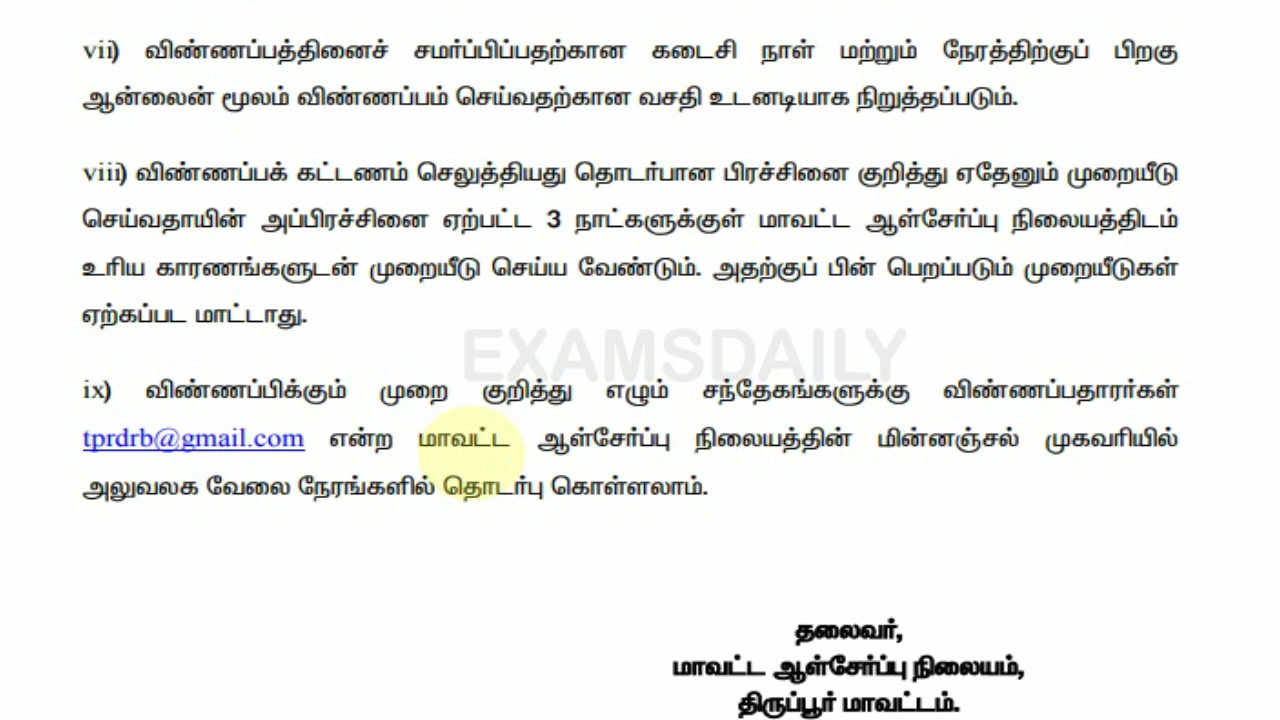 vii) விண்ணப்பத்தினைச் சமர்ப்பிப்பதற்கான கடைசி நாள் மற்றும் நேரத்திற்குப் பிறகு
ஆன்லைன் மூலம் விண்ணப்பம் செய்வதற்கான வசதி உடனடியாக நிறுத்தப்படும்.
viii) விண்ணப்பக் கட்டணம் செலுத்தியது தொடர்பான பிரச்சினை குறித்து ஏதேனும் முறையீடு
செய்வதாயின் அப்பிரச்சினை ஏற்பட்ட 3 நாட்களுக்குள் மாவட்ட ஆள்சேர்ப்பு நிலையத்திடம்
உரிய காரணங்களுடன் முறையீடு செய்ய வேண்டும். அதற்குப் பின் பெறப்படும் முறையீடுகள்
ஏற்கப்பட மாட்டாது.
EXAMSDAILY
ix) விண்ணப்பிக்கும் முறை குறித்து எழும் சந்தேகங்களுக்கு விண்ணப்பதாரர்கள்
tprdrb@gmail.com என்ற மாவட்ட ஆள்சேர்ப்பு நிலையத்தின் மின்னஞ்சல் முகவரியில்
அலுவலக வேலை நேரங்களில் தொடர்பு கொள்ளலாம்.
தலைவர்,
மாவட்ட ஆள்சேர்ப்பு நிலையம்,
திருப்பூர் மாவட்டம்.